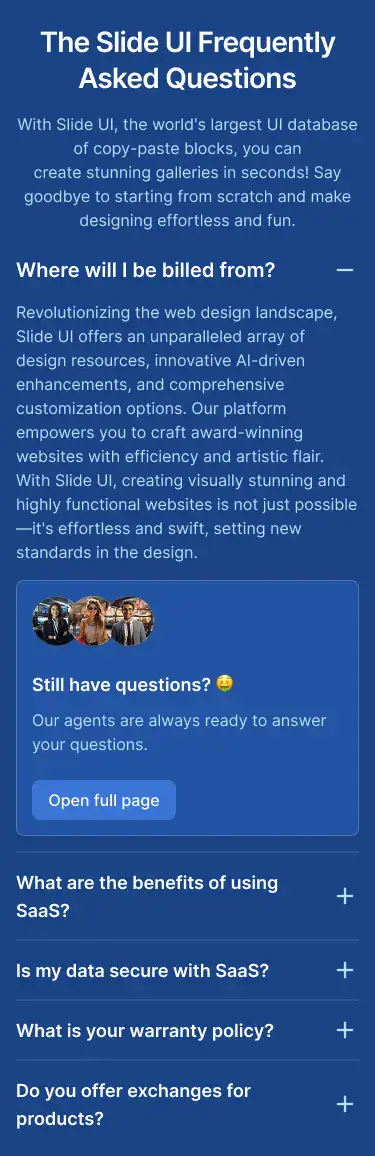 The Slide UI Frequently
Asked Questions
With Slide UI, the world's largest UI database
of copy-paste blocks, you can
create stunning galleries in seconds! Say
goodbye to starting from scratch and make
designing effortless and fun.
Where will I be billed from?
Revolutionizing the web design landscape,
Slide UI offers an unparalleled array of
design resources, innovative AI-driven
enhancements, and comprehensive
customization options. Our platform
empowers you to craft award-winning
websites with efficiency and artistic flair.
With Slide UI, creating visually stunning and
highly functional websites is not just possible
—it's effortless and swift, setting new
standards in the design.
Still have questions? 🤑
Our agents are always ready to answer
your questions.
Open full page
What are the benefits of using
SaaS?
Is my data secure with SaaS?
What is your warranty policy?
Do you offer exchanges for
products?